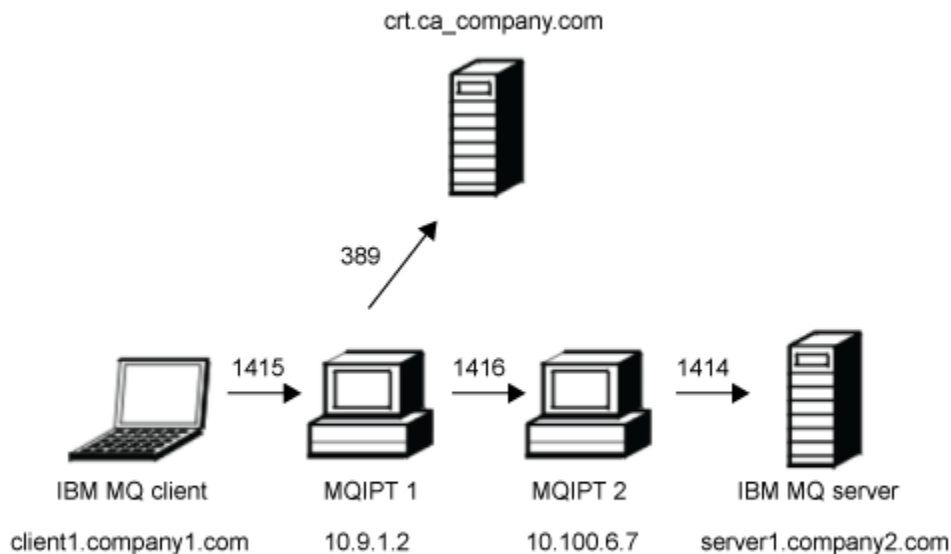 crt.ca_company.com
389
1415 1416 1414
IBM MQ client MQIPT 1 MQIPT 2 IBM MQ server
client1.company1.com 10.9.1.2 10.100.6.7 server1.company2.com